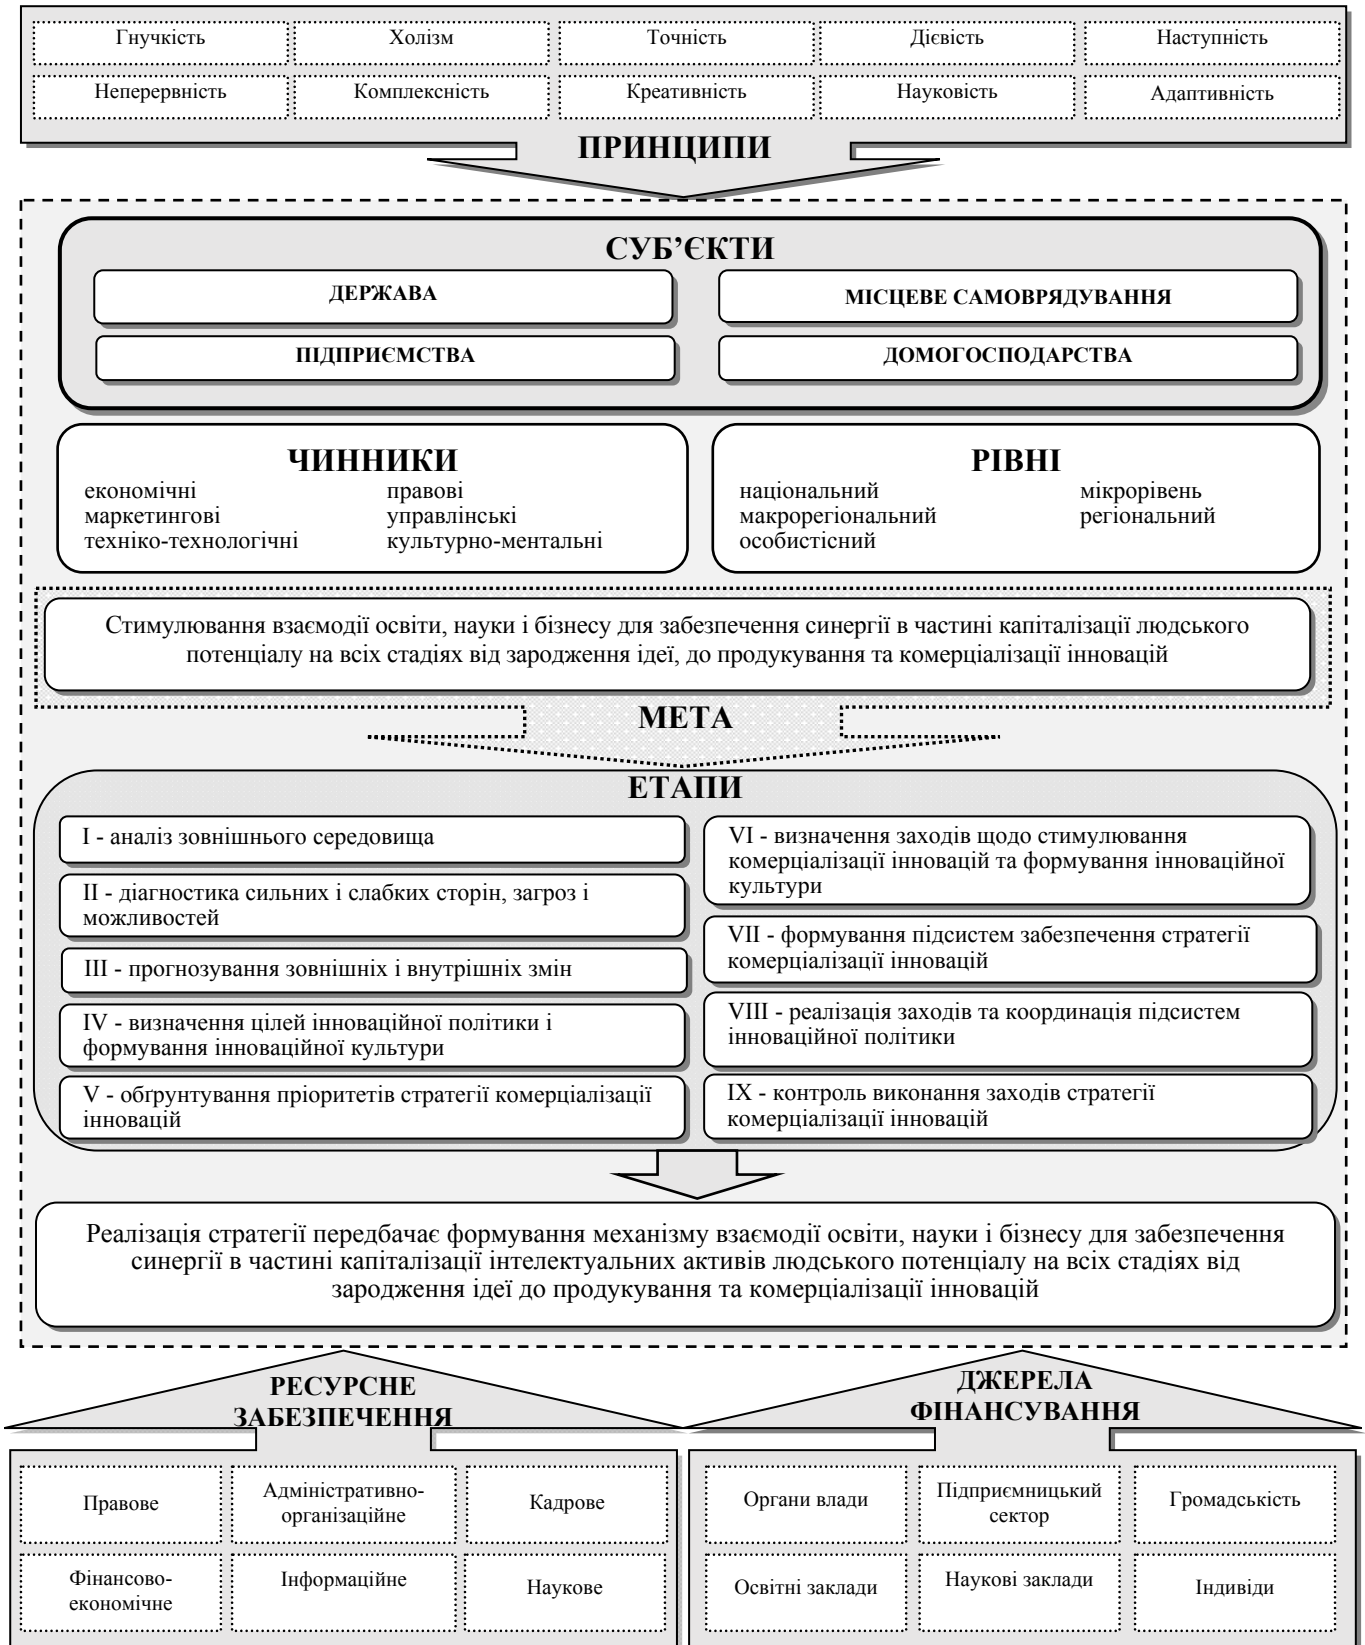 Гнучкість
Холізм
Точність
Дієвість
Наступність
Неперервність
Комплексність
Креативність
Науковість
Адаптивність
ПРИНЦИПИ
СУБ’ЄКТИ
ДЕРЖАВА
МІСЦЕВЕ САМОВРЯДУВАННЯ
ПІДПРИЄМСТВА
ДОМОГОСПОДАРСТВА
ЧИННИКИ
економічні
маркетингові
техніко-технологічні
правові
управлінські
культурно-ментальні
РІВНІ
національний
макрорегіональний
особистісний
мікрорівень
регіональний
Стимулювання взаємодії освіти, науки і бізнесу для забезпечення синергії в частині капіталізації людського
потенціалу на всіх стадіях від зародження ідеї, до продукування та комерціалізації інновацій
МЕТА
ЕТАПИ
I - аналіз зовнішнього середовища
II - діагностика сильних і слабких сторін, загроз і
можливостей
III - прогнозування зовнішніх і внутрішніх змін
IV - визначення цілей інноваційної політики і
формування інноваційної культури
V - обґрунтування пріоритетів стратегії комерціалізації
інновацій
VI - визначення заходів щодо стимулювання
комерціалізації інновацій та формування інноваційної
культури
VII - формування підсистем забезпечення стратегії
комерціалізації інновацій
VIII - реалізація заходів та координація підсистем
інноваційної політики
IX - контроль виконання заходів стратегії
комерціалізації інновацій
Реалізація стратегії передбачає формування механізму взаємодії освіти, науки і бізнесу для забезпечення
синергії в частині капіталізації інтелектуальних активів людського потенціалу на всіх стадіях від
зародження ідеї до продукування та комерціалізації інновацій
РЕСУРСНЕ
ЗАБЕЗПЕЧЕННЯ
Правове
Адміністративно-
організаційне
Кадрове
Фінансово-
економічне
Інформаційне
Наукове
ДЖЕРЕЛА
ФІНАНСУВАННЯ
Органи влади
Підприємницький
сектор
Громадськість
Освітні заклади
Наукові заклади
Індивіди